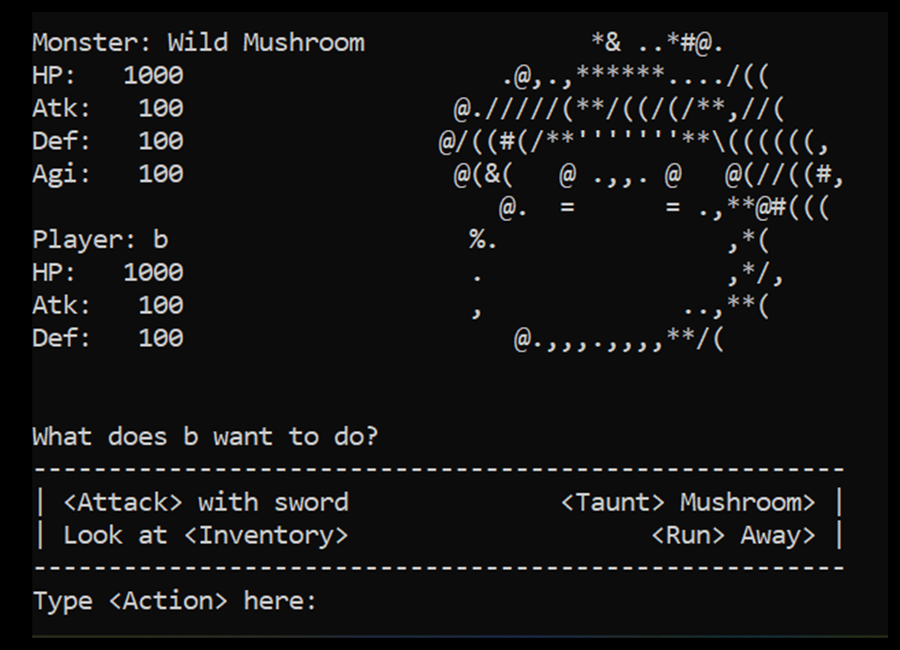 Monster: Wild Mushroom
HP:   1000
Atk:   100
Def:   100
Agi:   100
Player: b
HP:   1000
Atk:   100
Def:   100
What does b want to do?
| <Attack> with sword              <Taunt> Mushroom> |
| Look at <Inventory>                    <Run> Away> |
Type <Action> here: